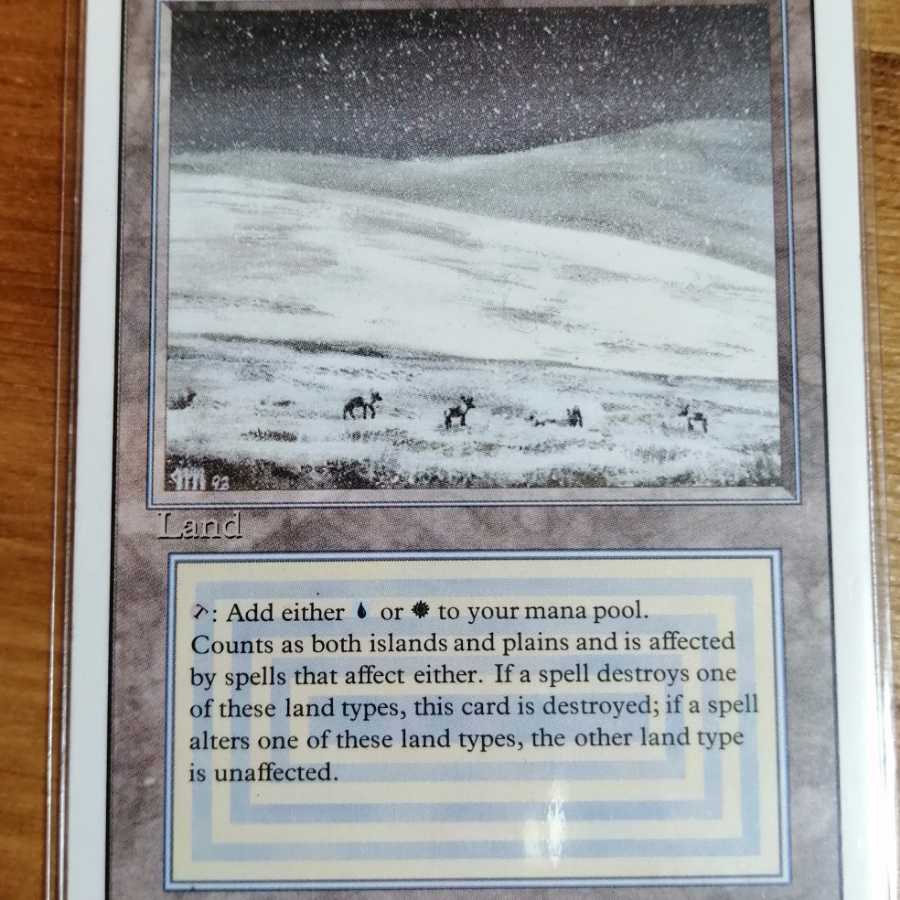 93
Land
: Add either or to your mana pool.
Counts as both islands and plains and is affected
by spells that affect either. If a spell destroys one
of these land types, this card is destroyed; if a spell
alters one of these land types, the other land type
is unaffected.